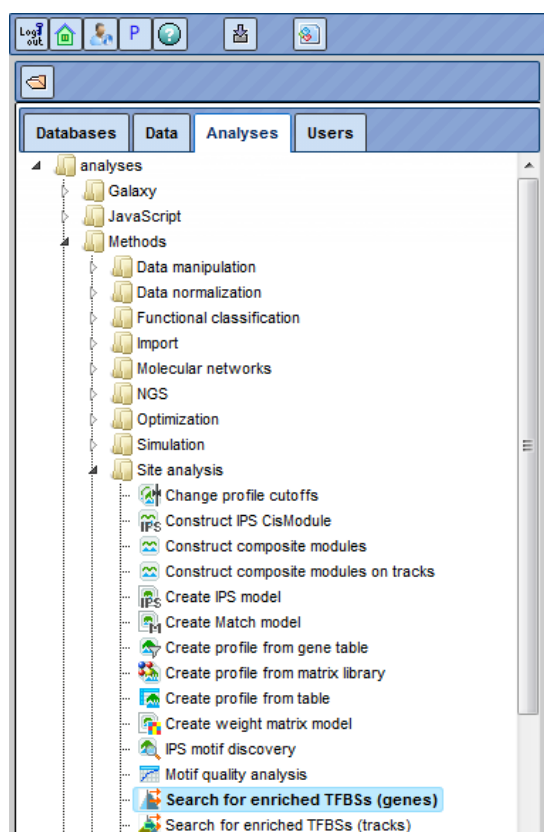 Logout P ?
Databases Data Analyses Users
analyses
Galaxy
JavaScript
Methods
Data manipulation
Data normalization
Functional classification
Import
Molecular networks
NGS
Optimization
Simulation
Site analysis
Change profile cutoffs
IPS Construct IPS CisModule
Construct composite modules
Construct composite modules on tracks
IPS Create IPS model
M Create Match model
Create profile from gene table
Create profile from matrix library
Create profile from table
Create weight matrix model
IPS motif discovery
Motif quality analysis
Search for enriched TFBSs (genes)
Search for enriched TFBSs (tracks)